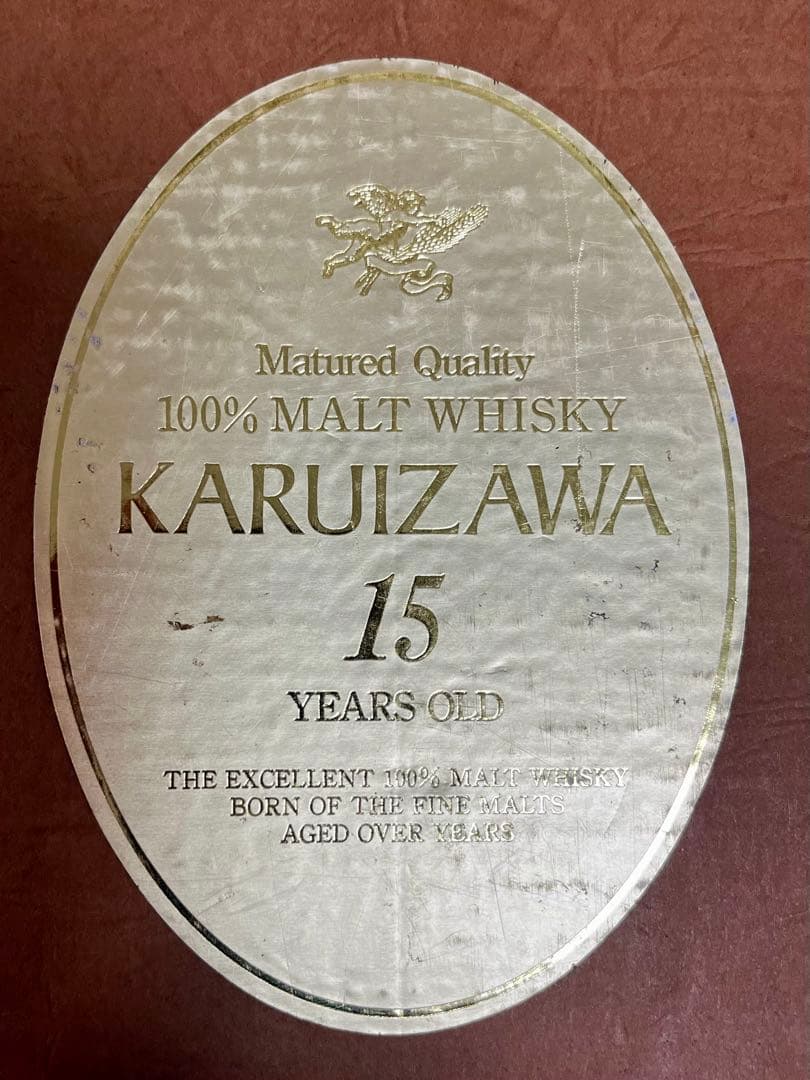 Matured Quality
100% MALT WHISKY
KARUIZAWA
15
YEARS OLD
THE EXCELLENT 100% MALT WHISKY
BORN OF THE FINE MALTS
AGED OVER YEARS